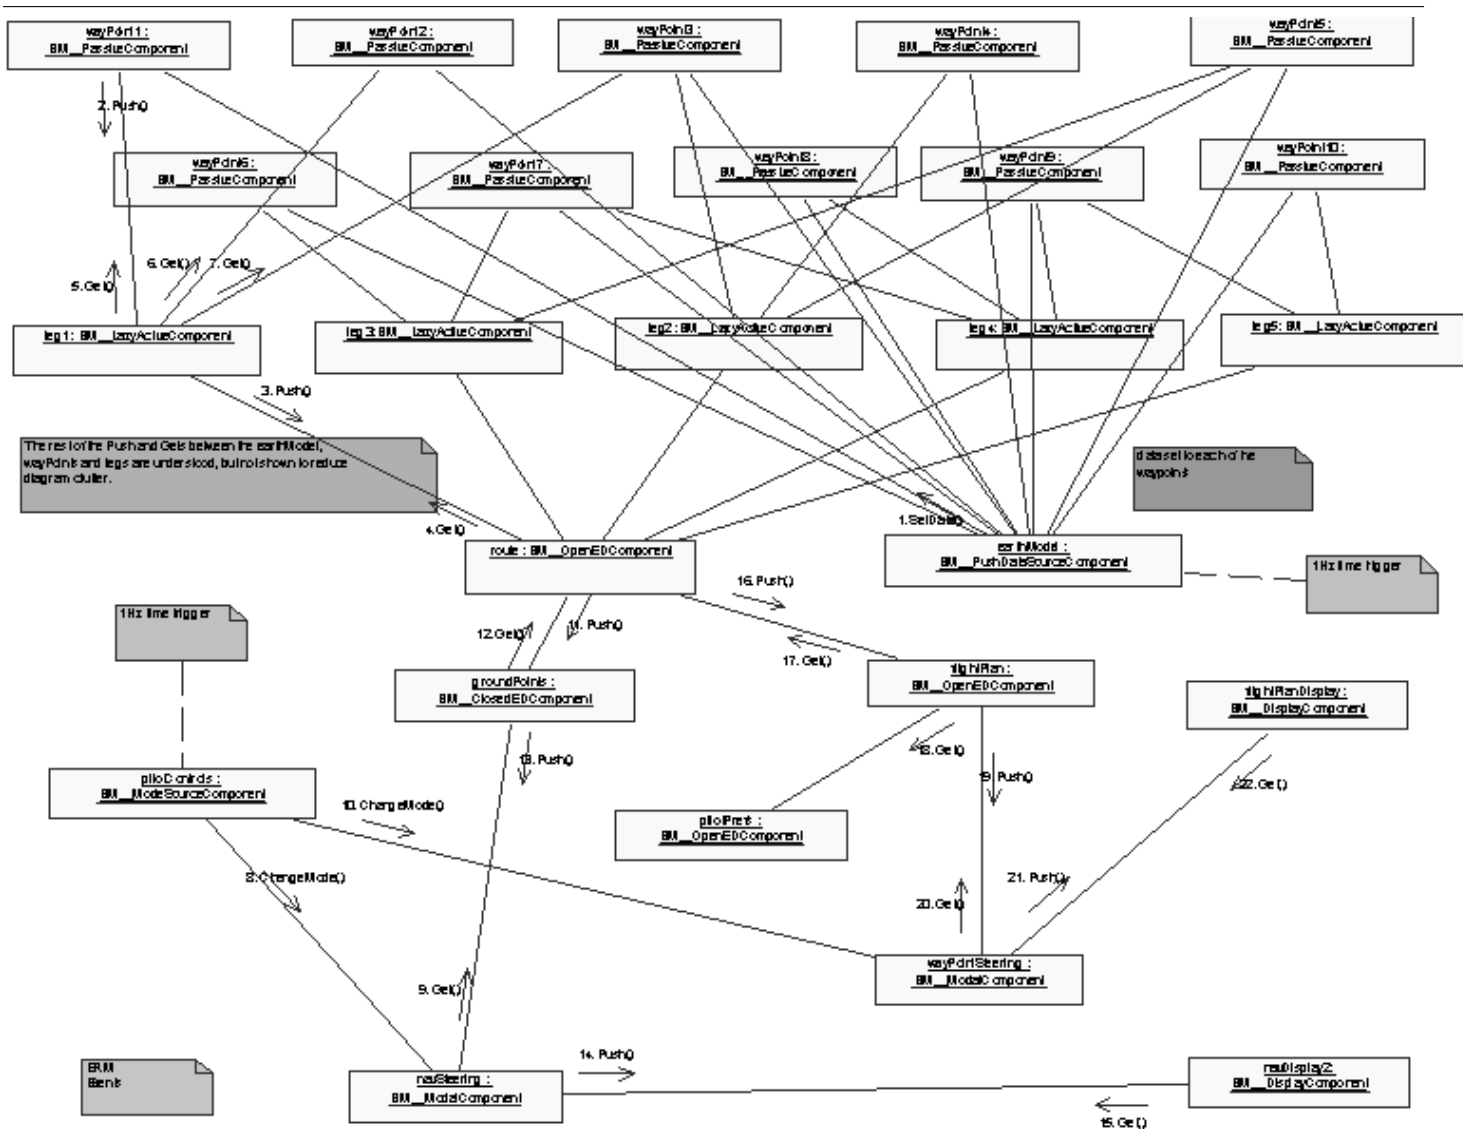 wayPoint1 :
BM__PassiveComponent
wayPoint2 :
BM__PassiveComponent
wayPoint3 :
BM__PassiveComponent
wayPoint4 :
BM__PassiveComponent
wayPoint5 :
BM__PassiveComponent
2. Push()
wayPoint6 :
BM__PassiveComponent
wayPoint7 :
BM__PassiveComponent
wayPoint8 :
BM__PassiveComponent
wayPoint9 :
BM__PassiveComponent
wayPoint10 :
BM__PassiveComponent
5. Get()
6. Get()
7. Get()
leg1 : BM__LazyActiveComponent
leg3: BM__LazyActiveComponent
leg2: BM__LazyActiveComponent
leg4: BM__LazyActiveComponent
leg5: BM__LazyActiveComponent
3. Push()
The rest of the Push and Gets between the earthModel,
wayPoints and legs are understood, but not shown to reduce
diagram clutter.
data set to each of the
waypoints
4. Get()
1. SetData()
route : BM__OpenEDComponent
earthModel :
BM__PushDataSourceComponent
1Hz time trigger
1Hz time trigger
16. Push()
12. Get()
11. Push()
17. Get()
groundPoints :
BM__ClosedEDComponent
flightPlan :
BM__OpenEDComponent
flightPlanDisplay :
BM__DisplayComponent
18. Get()
13. Push()
19. Push()
22. Get()
pilotControls :
BM__ModeSourceComponent
10. ChangeMode()
pilotPrefs :
BM__OpenEDComponent
8. ChangeMode()
21. Push()
20. Get()
wayPointSteering :
BM__ModalComponent
9. Get()
14. Push()
navSteering :
BM__ModalComponent
navDisplay2 :
BM__DisplayComponent
15. Get()